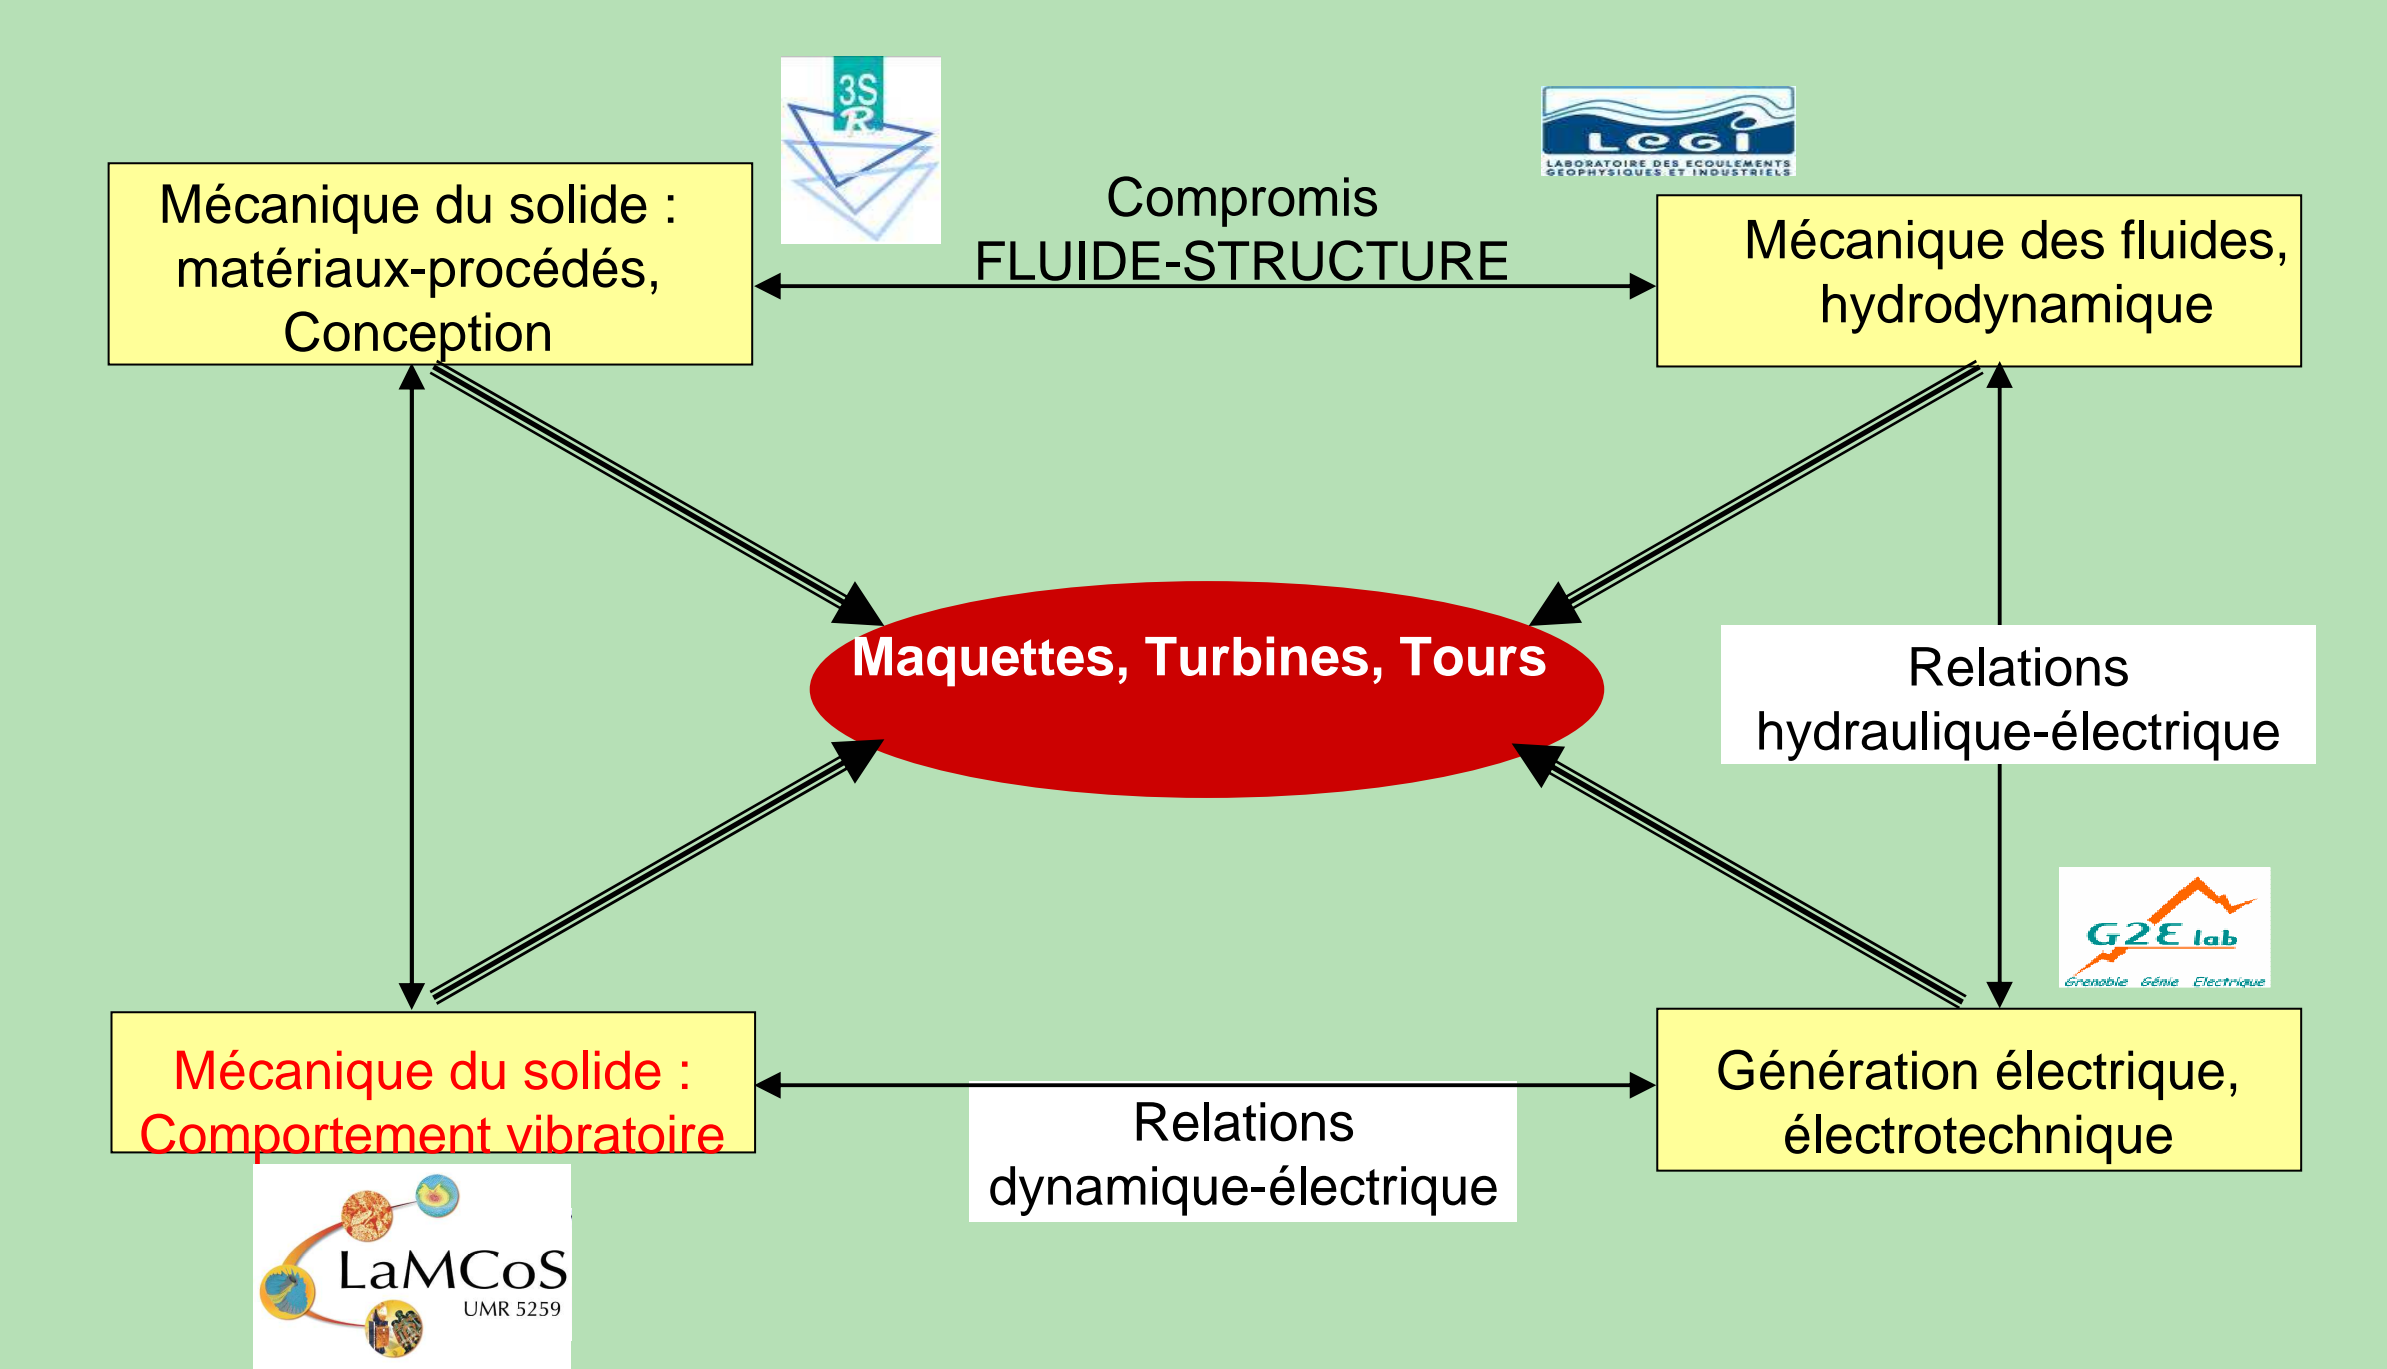 3S
R
LEGI
LABORATOIRE DES ECOULEMENTS
GEOPHYSIQUES ET INDUSTRIELS
Mécanique du solide :
matériaux-procédés,
Conception
Compromis
FLUIDE-STRUCTURE
Mécanique des fluides,
hydrodynamique
Maquettes, Turbines, Tours
Relations
hydraulique-électrique
G2E lab
Grenoble Génie Electrique
Mécanique du solide :
Comportement vibratoire
Relations
dynamique-électrique
Génération électrique,
électrotechnique
LaMCoS
UMR 5259